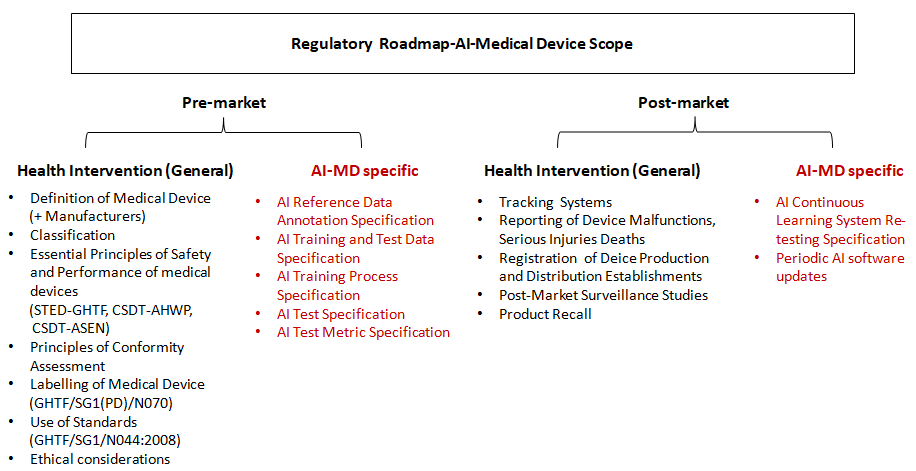 Regulatory Roadmap-AI-Medical Device Scope
Pre-market
Post-market
Health Intervention (General)
• Definition of Medical Device
(+ Manufacturers)
• Classification
• Essential Principles of Safety
and Performance of medical
devices
(STED-GHTF, CSDT-AHWP,
CSDT-ASEN)
• Principles of Conformity
Assessment
• Labelling of Medical Device
(GHTF/SG1(PD)/N070)
• Use of Standards
(GHTF/SG1/N044:2008)
• Ethical considerations
AI-MD specific
• AI Reference Data
Annotation Specification
• AI Training and Test Data
Specification
• AI Training Process
Specification
• AI Test Specification
• AI Test Metric Specification
Health Intervention (General)
• Tracking Systems
• Reporting of Device Malfunctions,
Serious Injuries Deaths
• Registration of Deice Production
and Distribution Establishments
• Post-Market Surveillance Studies
• Product Recall
AI-MD specific
• AI Continuous
Learning System Re-
testing Specification
• Periodic AI software
updates